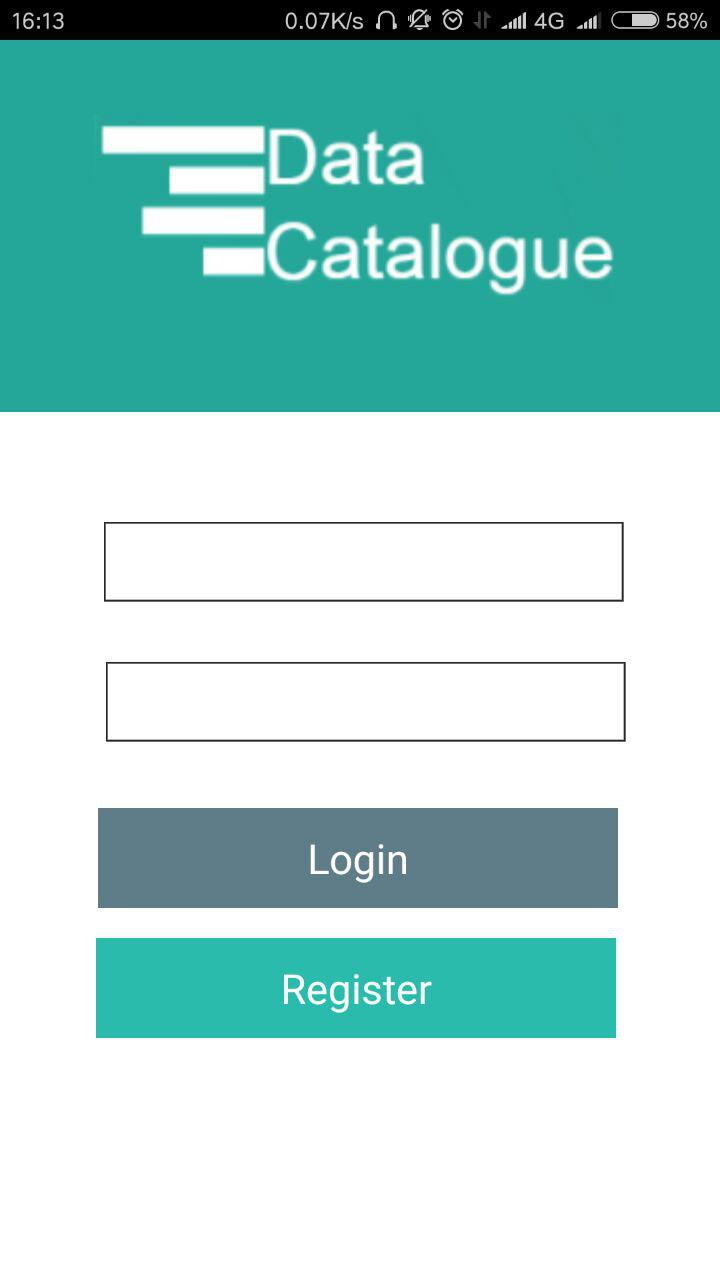 16:13 0.07K/s 4G 58%
Data
Catalogue
Login
Register